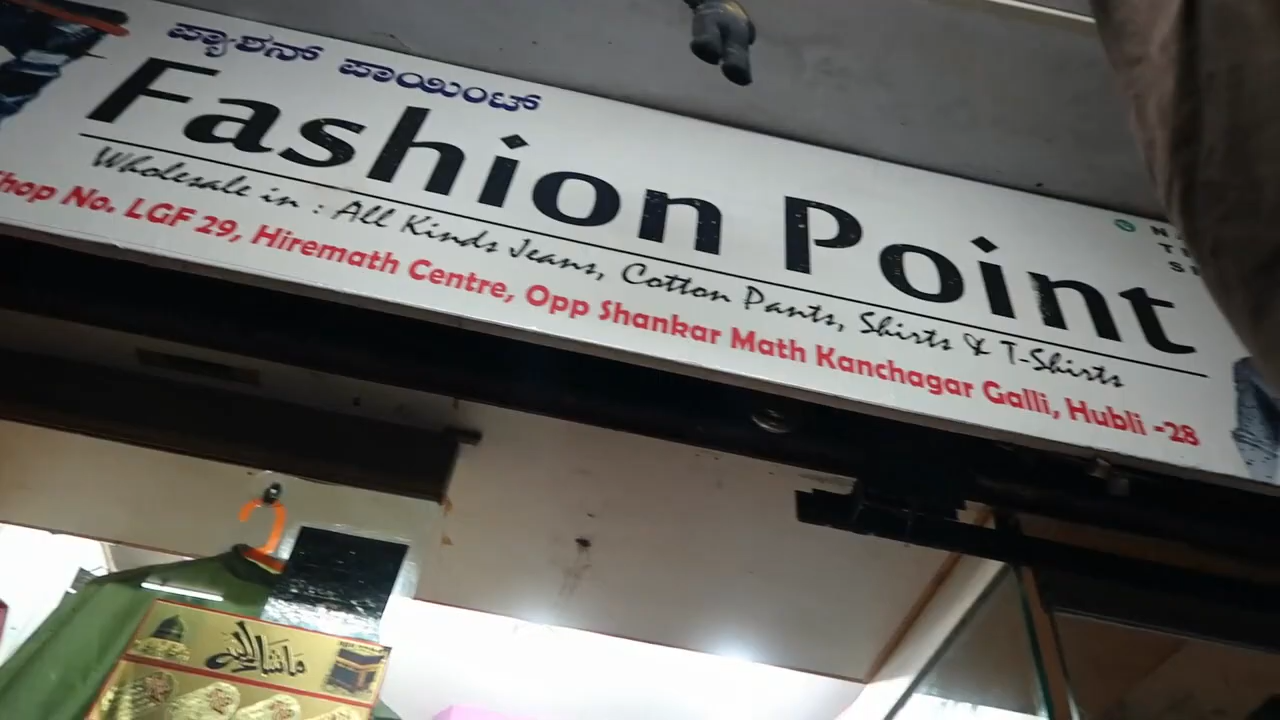 ಪ್ಯಾಶನ್ ಪಾಯಿಂಟ್
Fashion Point
Wholesale in : All Kinds Jeans, Cotton Pants, Shirts & T-Shirts
Shop No. LGF 29, Hiremath Centre, Opp Shankar Math Kanchagar Galli, Hubli -28
ماشاءالله